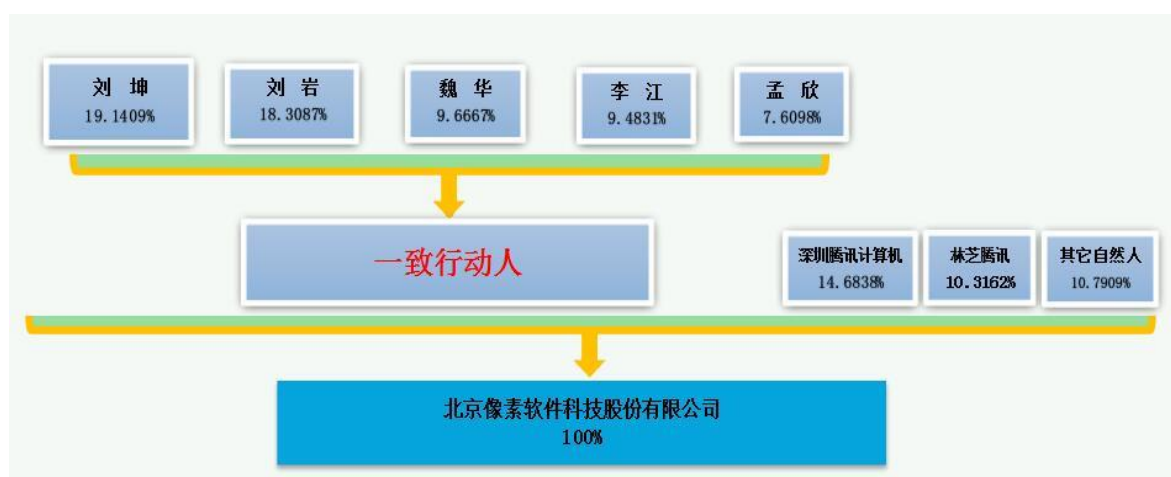 刘 坤
19.1409%
刘 岩
18.3087%
魏 华
9.6667%
李 江
9.4831%
孟 欣
7.6098%
一致行动人
深圳腾讯计算机
14.6838%
林芝腾讯
10.3162%
其它自然人
10.7909%
北京像素软件科技股份有限公司
100%